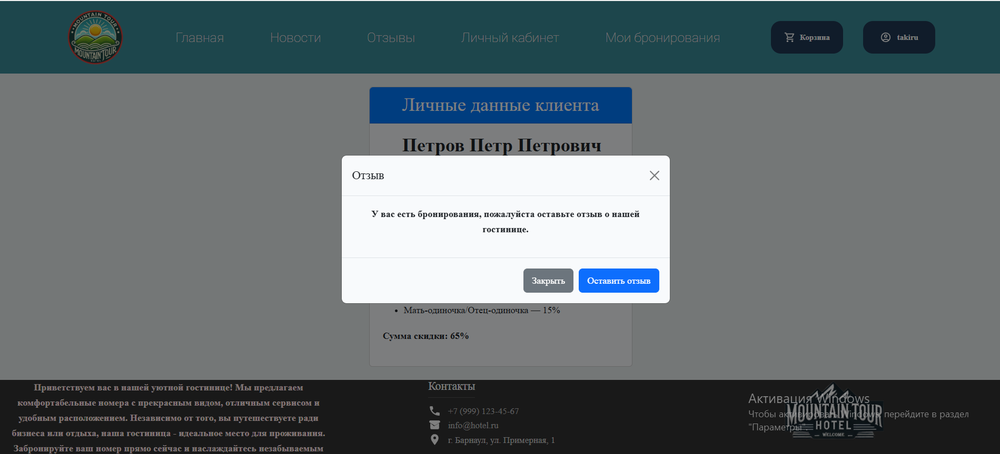 MOUNTAIN TOUR
MOUNTAIN TOUR
HOTEL
Главная
Новости
Отзывы
Личный кабинет
Мои бронирования
Корзина
takiru
Личные данные клиента
Петров Петр Петрович
Отзыв
У вас есть бронирования, пожалуйста оставьте отзыв о нашей
гостинице.
Закрыть
Оставить отзыв
Мать-одиночка/Отец-одиночка — 15%
Сумма скидки: 65%
Приветствуем вас в нашей уютной гостинице! Мы предлагаем
комфортабельные номера с прекрасным видом, отличным сервисом и
удобным расположением. Независимо от того, вы путешествуете ради
бизнеса или отдыха, наша гостиница - идеальное место для проживания.
Забронируйте ваш номер прямо сейчас и наслаждайтесь незабываемым
Контакты
+7 (999) 123-45-67
info@hotel.ru
г. Барнаул, ул. Примерная, 1
MOUNTAIN TOUR
HOTEL
WELCOME
Активация Windows
Чтобы активировать Windows, перейдите в раздел
"Параметры".